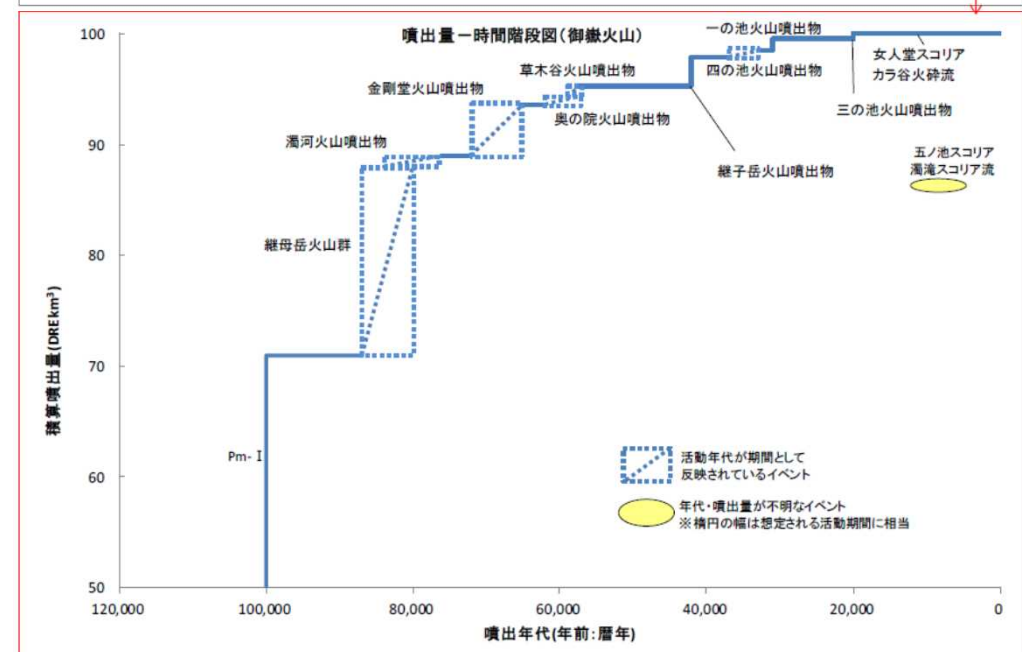 噴出量－時間階段図(御嶽火山)
一の池火山噴出物
草木谷火山噴出物
四の池火山噴出物
女人堂スコリア
カラ谷火砕流
金剛堂火山噴出物
奥の院火山噴出物
三の池火山噴出物
濁河火山噴出物
継子岳火山噴出物
五ノ池スコリア
濁滝スコリア流
継母岳火山群
Pm-Ⅰ
活動年代が期間として
反映されているイベント
年代・噴出量が不明なイベント
※楕円の幅は想定される活動期間に相当
積算噴出量(DREkm³)
100
90
80
70
60
50
120,000
100,000
80,000
60,000
40,000
20,000
0
噴出年代(年前:暦年)